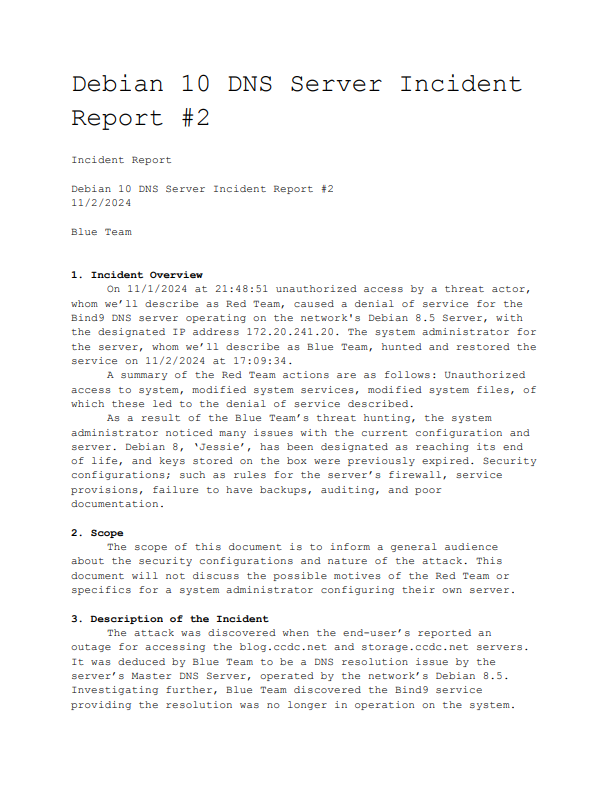 Debian 10 DNS Server Incident
Report #2
Incident Report
Debian 10 DNS Server Incident Report #2
11/2/2024
Blue Team
1. Incident Overview
On 11/1/2024 at 21:48:51 unauthorized access by a threat actor,
whom we’ll describe as Red Team, caused a denial of service for the
Bind9 DNS server operating on the network's Debian 8.5 Server, with
the designated IP address 172.20.241.20. The system administrator for
the server, whom we’ll describe as Blue Team, hunted and restored the
service on 11/2/2024 at 17:09:34.
A summary of the Red Team actions are as follows: Unauthorized
access to system, modified system services, modified system files, of
which these led to the denial of service described.
As a result of the Blue Team’s threat hunting, the system
administrator noticed many issues with the current configuration and
server. Debian 8, ‘Jessie’, has been designated as reaching its end
of life, and keys stored on the box were previously expired. Security
configurations; such as rules for the server’s firewall, service
provisions, failure to have backups, auditing, and poor
documentation.
2. Scope
The scope of this document is to inform a general audience
about the security configurations and nature of the attack. This
document will not discuss the possible motives of the Red Team or
specifics for a system administrator configuring their own server.
3. Description of the Incident
The attack was discovered when the end-user’s reported an
outage for accessing the blog.ccdc.net and storage.ccdc.net servers.
It was deduced by Blue Team to be a DNS resolution issue by the
server’s Master DNS Server, operated by the network’s Debian 8.5.
Investigating further, Blue Team discovered the Bind9 service
providing the resolution was no longer in operation on the system.